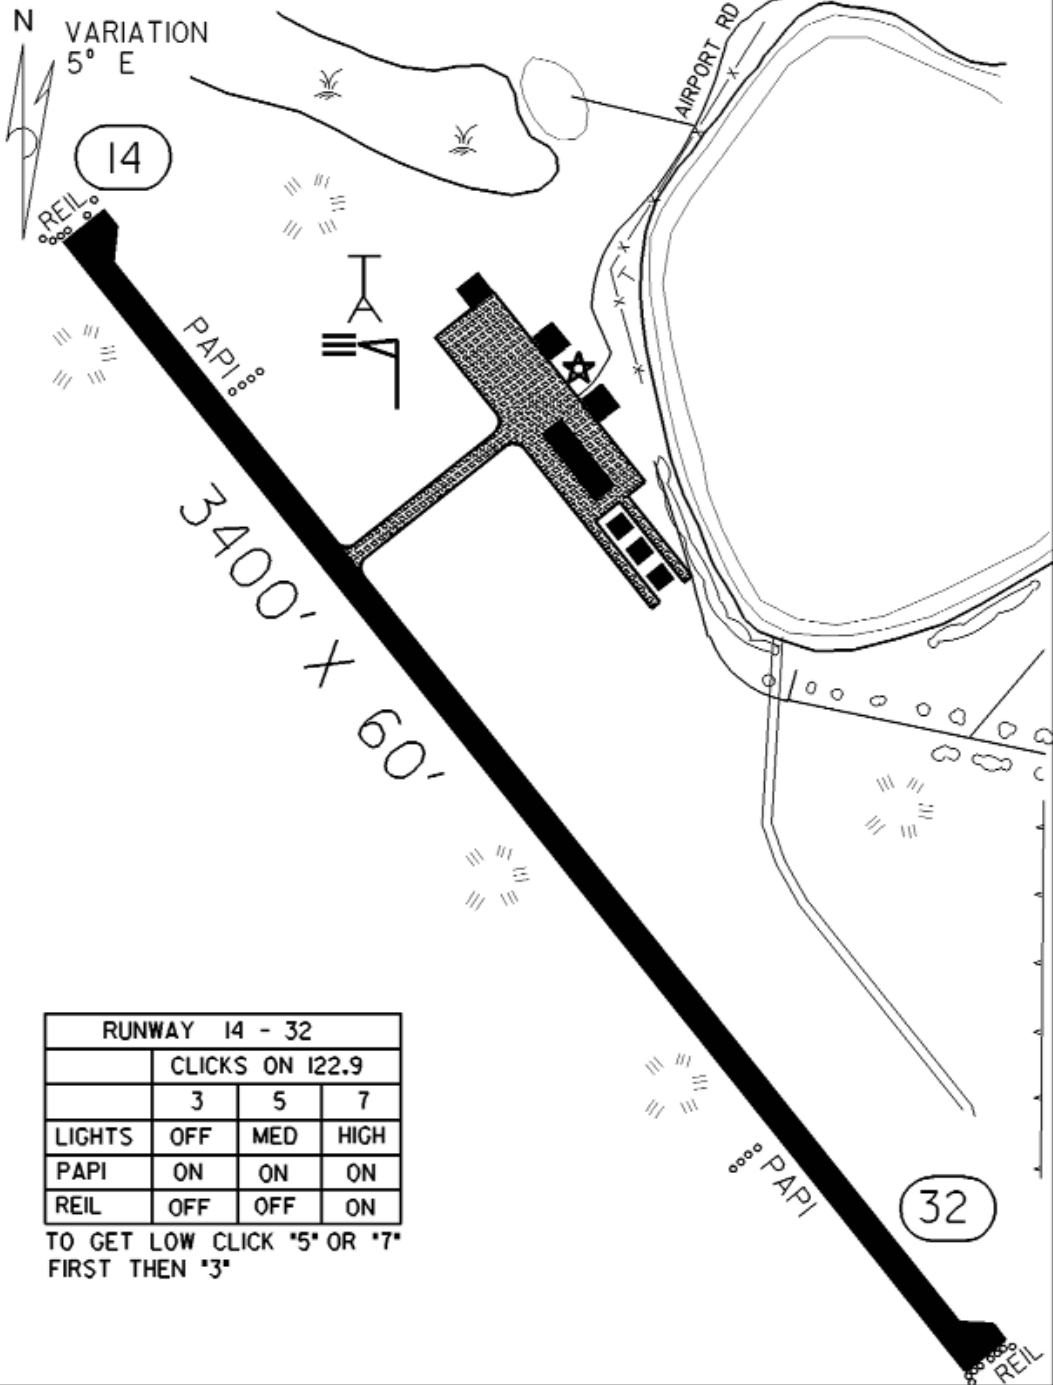 N
VARIATION
5° E
AIRPORT RD
14
REIL
PAPI
T
3400' X 60'
RUNWAY 14 - 32
CLICKS ON 122.9
3 5 7
LIGHTS OFF MED HIGH
PAPI ON ON ON
REIL OFF OFF ON
TO GET LOW CLICK "5" OR "7"
FIRST THEN "3"
PAPI
32
REIL